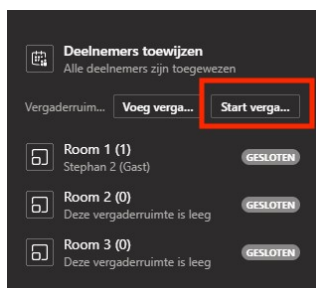 Deelnemers toewijzen
Alle deelnemers zijn toegewezen
Vergaderruim... Voeg verga... Start verga...
Room 1 (1) GESLOTEN
Stephan 2 (Gast)
Room 2 (0) GESLOTEN
Deze vergaderruimte is leeg
Room 3 (0) GESLOTEN
Deze vergaderruimte is leeg